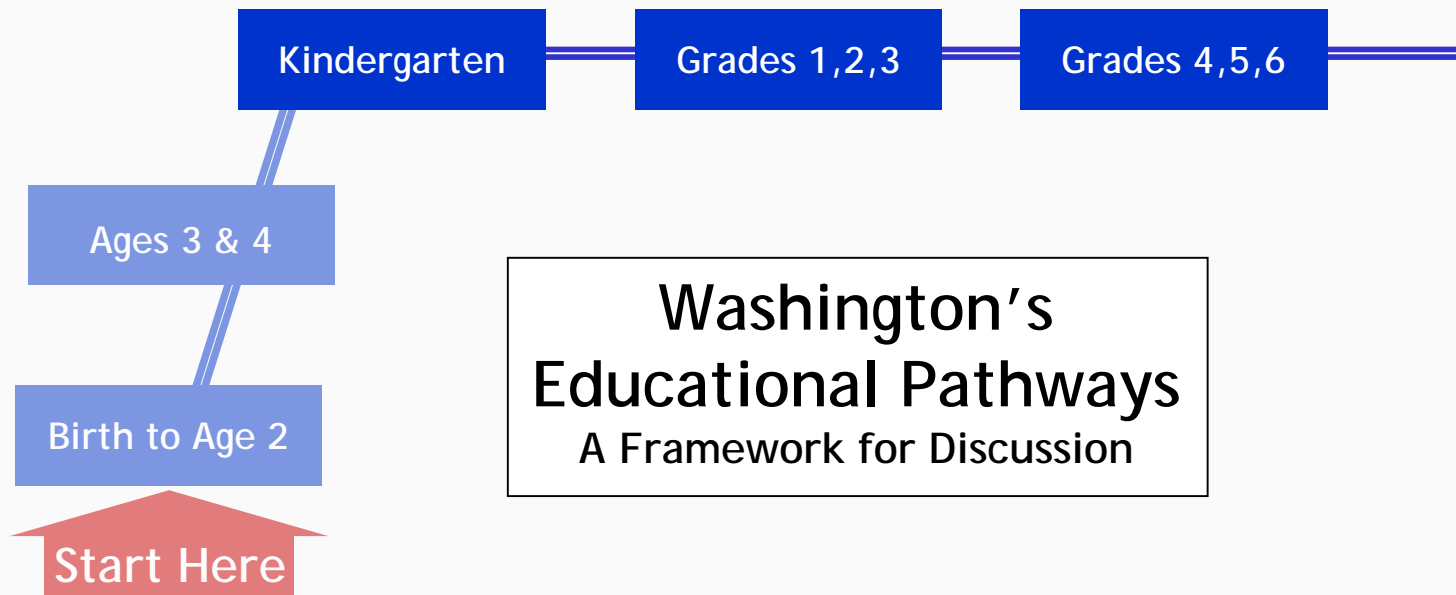 Kindergarten
Grades 1,2,3
Grades 4,5,6
Ages 3 & 4
Washington’s
Educational Pathways
A Framework for Discussion
Birth to Age 2
Start Here